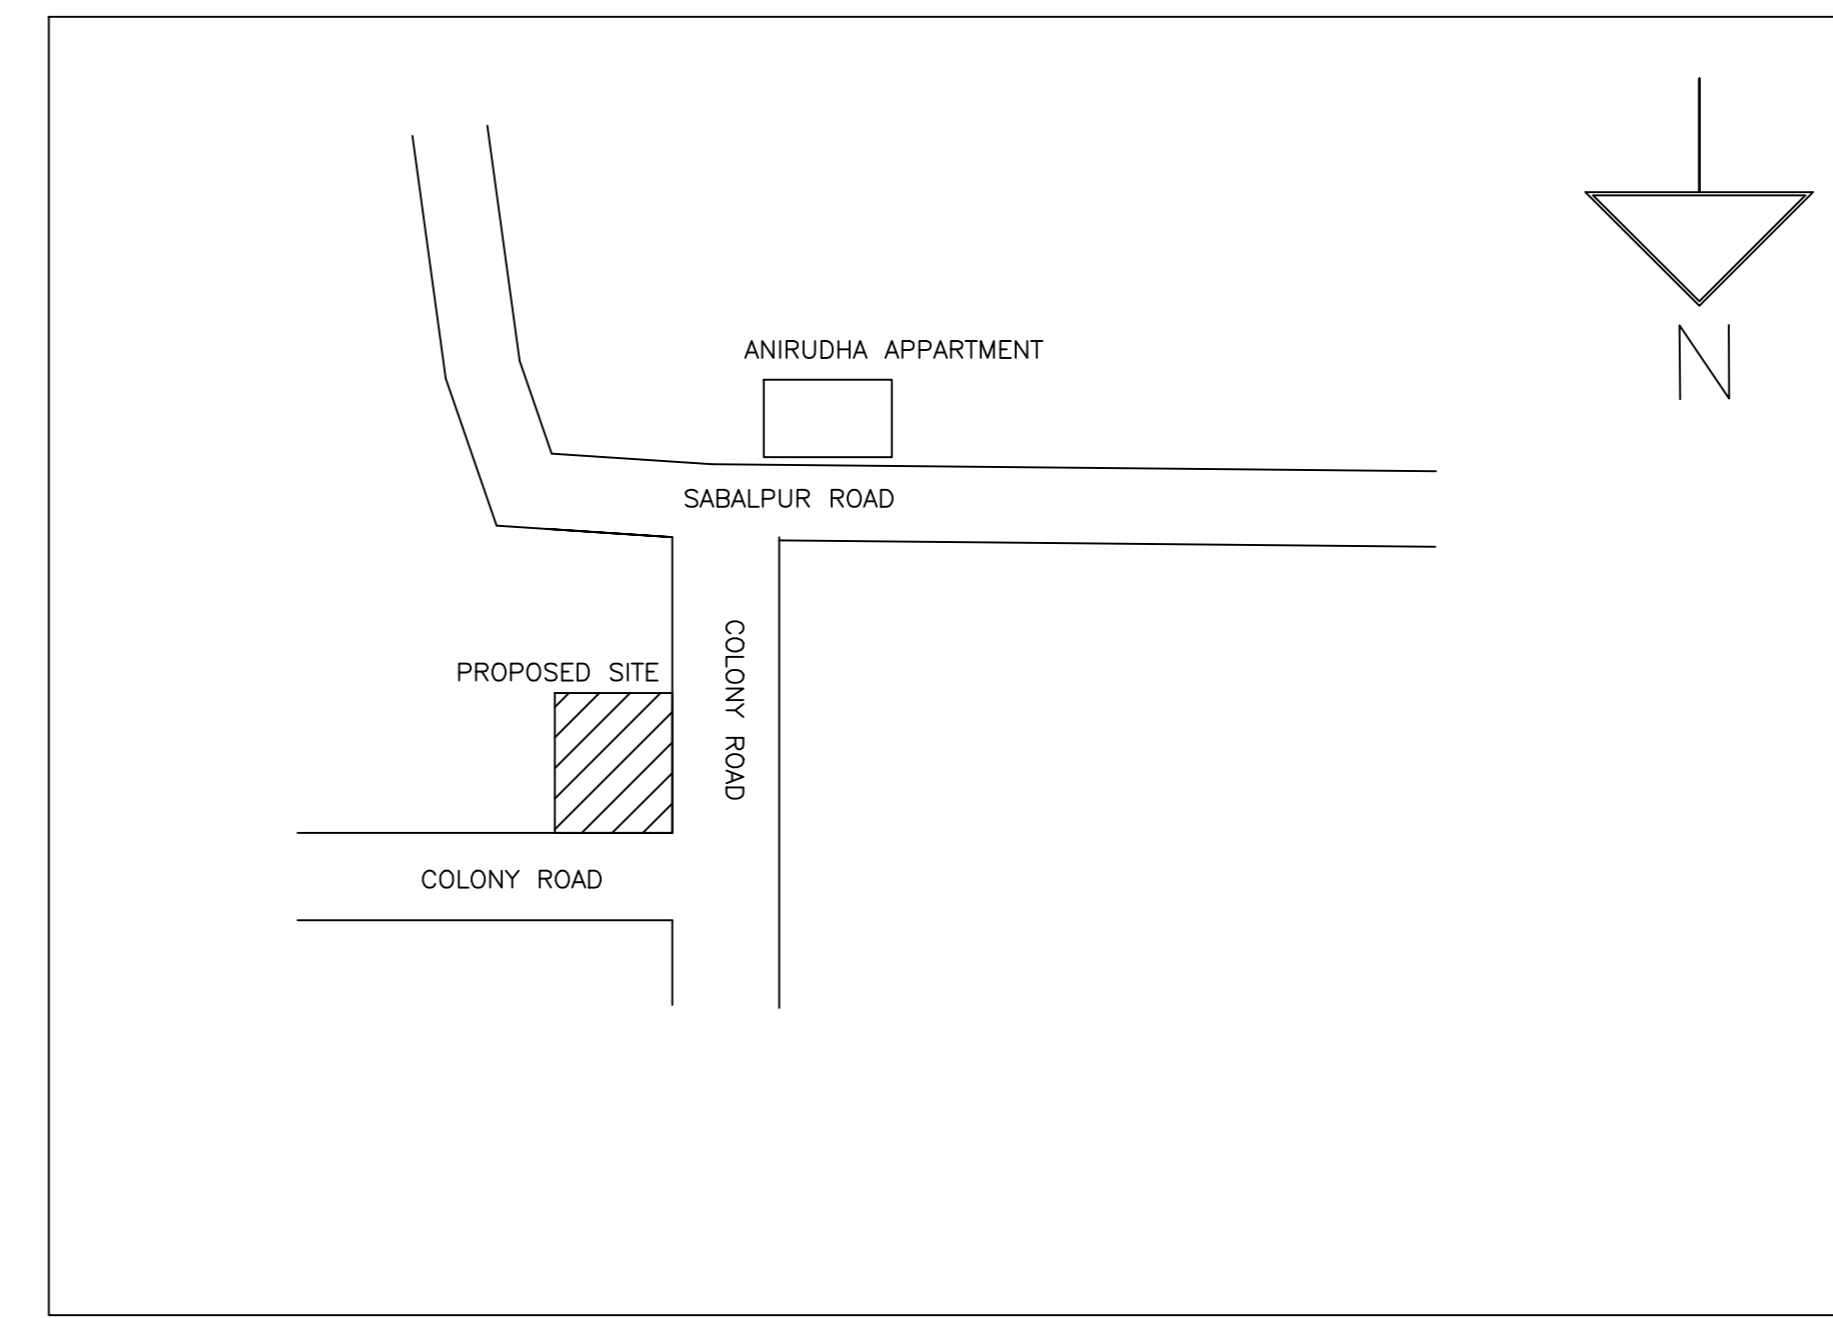 N
ANIRUDHA APPARTMENT
SABALPUR ROAD
COLONY ROAD
PROPOSED SITE
COLONY ROAD